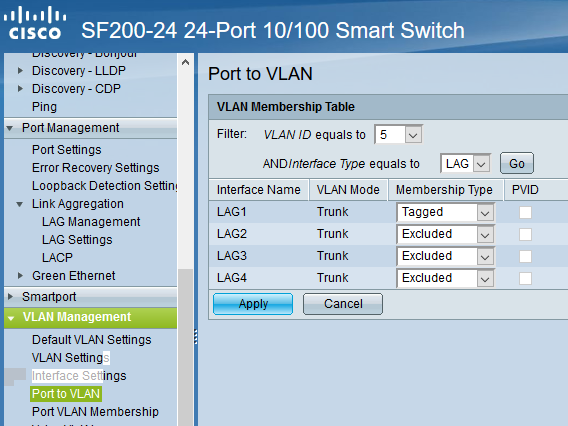 CISCO
SF200-24 24-Port 10/100 Smart Switch
Discovery - Bonjour
Discovery - LLDP
Discovery - CDP
Ping
Port Management
Port Settings
Error Recovery Settings
Loopback Detection Setting
Link Aggregation
LAG Management
LAG Settings
LACP
Green Ethernet
Smartport
VLAN Management
Default VLAN Settings
VLAN Settings
Interface Settings
Port to VLAN
Port VLAN Membership
Port to VLAN
VLAN Membership Table
Filter: VLAN ID equals to 5
AND Interface Type equals to LAG Go
Interface Name VLAN Mode Membership Type PVID
LAG1 Trunk Tagged
LAG2 Trunk Excluded
LAG3 Trunk Excluded
LAG4 Trunk Excluded
Apply Cancel